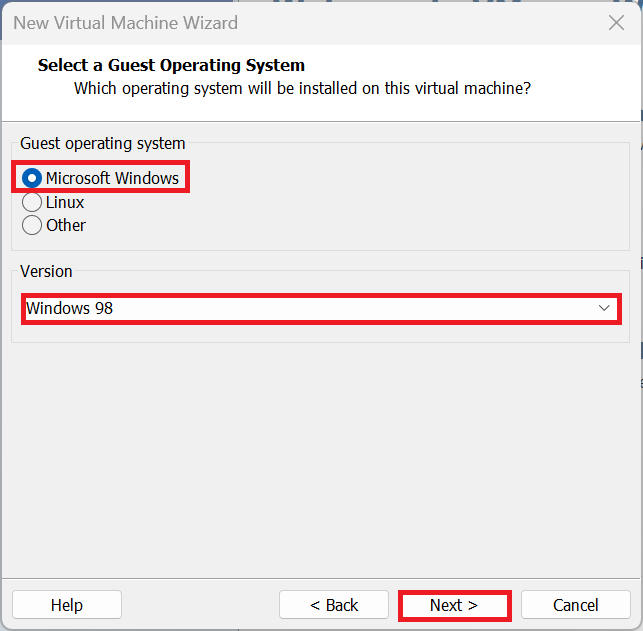 New Virtual Machine Wizard
Select a Guest Operating System
Which operating system will be installed on this virtual machine?
Guest operating system
Microsoft Windows
Linux
Other
Version
Windows 98
Help
< Back
Next >
Cancel